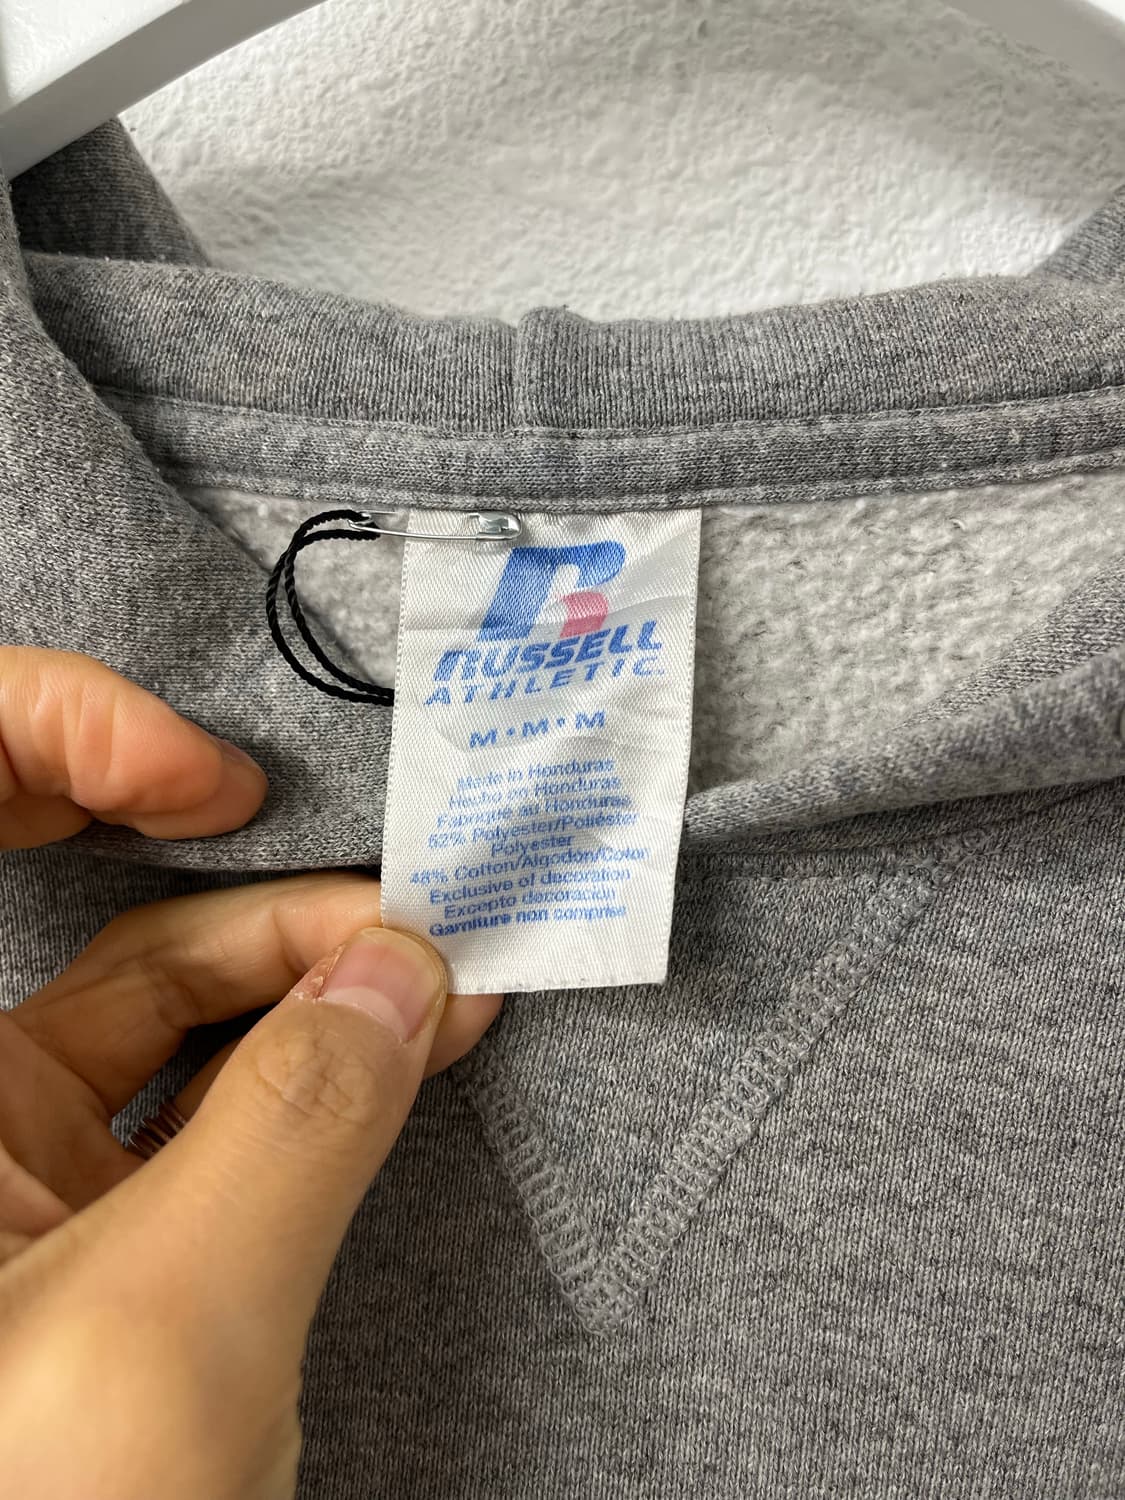 RUSSELL
ATHLETIC
M • M • M
Made in Honduras
Hecho en Honduras
Fabriqué au Honduras
52% Polyester/Poliéster
Polyester
48% Cotton/Algodon/Coton
Exclusive of decoration
Excepto decoración
Garniture non comprise